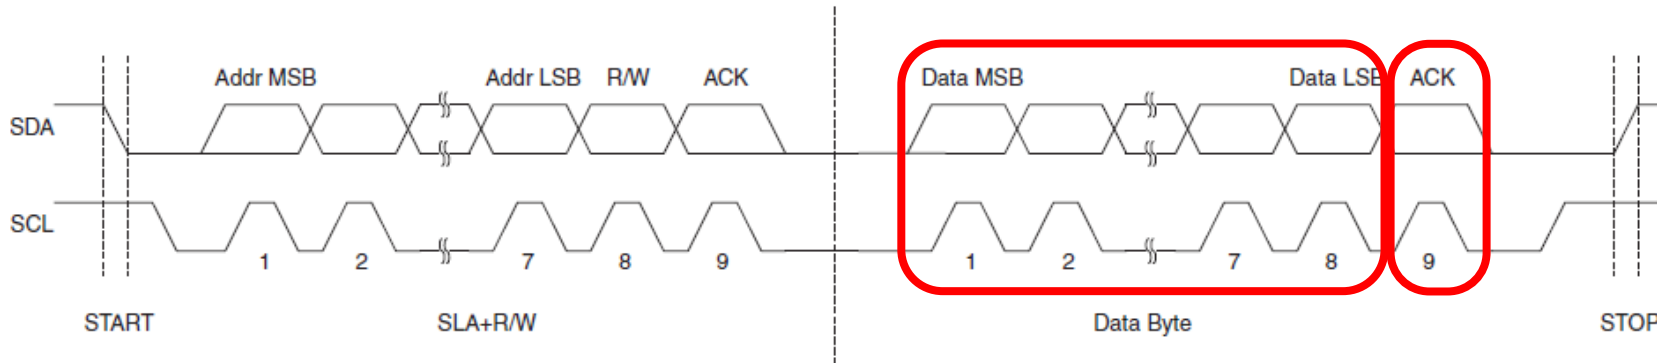 Addr MSB Addr LSB R/W ACK Data MSB Data LSB ACK
SDA
SCL
1 2 7 8 9 1 2 7 8 9
START SLA+R/W Data Byte STOP